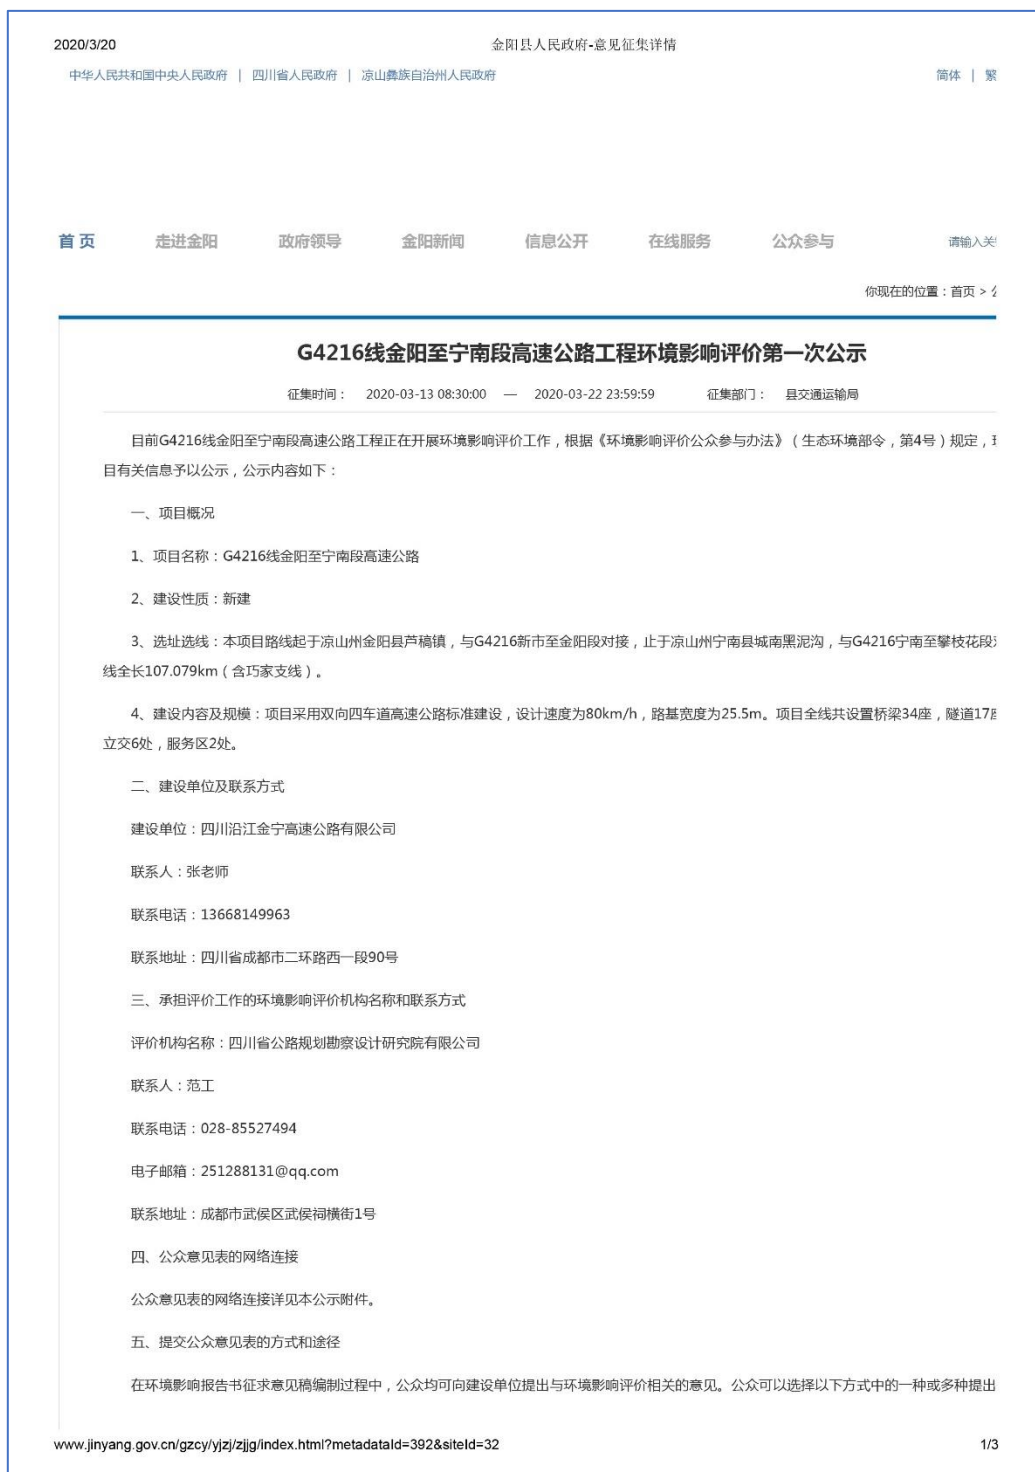 2020/3/20 金阳县人民政府-意见征集详情
中华人民共和国中央人民政府 | 四川省人民政府 | 凉山彝族自治州人民政府 简体 | 繁
首页 走进金阳 政府领导 金阳新闻 信息公开 在线服务 公众参与 请输入关
你现在的位置：首页 >
G4216线金阳至宁南段高速公路工程环境影响评价第一次公示
征集时间： 2020-03-13 08:30:00 — 2020-03-22 23:59:59 征集部门： 县交通运输局
目前G4216线金阳至宁南段高速公路工程正在开展环境影响评价工作，根据《环境影响评价公众参与办法》（生态环境部令，第4号）规定，
目有关信息予以公示，公示内容如下：
一、项目概况
1、项目名称：G4216线金阳至宁南段高速公路
2、建设性质：新建
3、选址选线：本项目路线起于凉山州金阳县芦稿镇，与G4216新市至金阳段对接，止于凉山州宁南县城南黑泥沟，与G4216宁南至攀枝花段
线全长107.079km（含巧家支线）。
4、建设内容及规模：项目采用双向四车道高速公路标准建设，设计速度为80km/h，路基宽度为25.5m。项目全线共设置桥梁34座，隧道17
立交6处，服务区2处。
二、建设单位及联系方式
建设单位：四川沿江金宁高速公路有限公司
联系人：张老师
联系电话：13668149963
联系地址：四川省成都市二环路西一段90号
三、承担评价工作的环境影响评价机构名称和联系方式
评价机构名称：四川省公路规划勘察设计研究院有限公司
联系人：范工
联系电话：028-85527494
电子邮箱：251288131@qq.com
联系地址：成都市武侯区武侯祠横街1号
四、公众意见表的网络连接
公众意见表的网络连接详见本公示附件。
五、提交公众意见表的方式和途径
在环境影响报告书征求意见稿编制过程中，公众均可向建设单位提出与环境影响评价相关的意见。公众可以选择以下方式中的一种或多种提出
www.jinyang.gov.cn/gzcy/yjzj/zjjg/index.html?metadataId=392&siteId=32 1/3